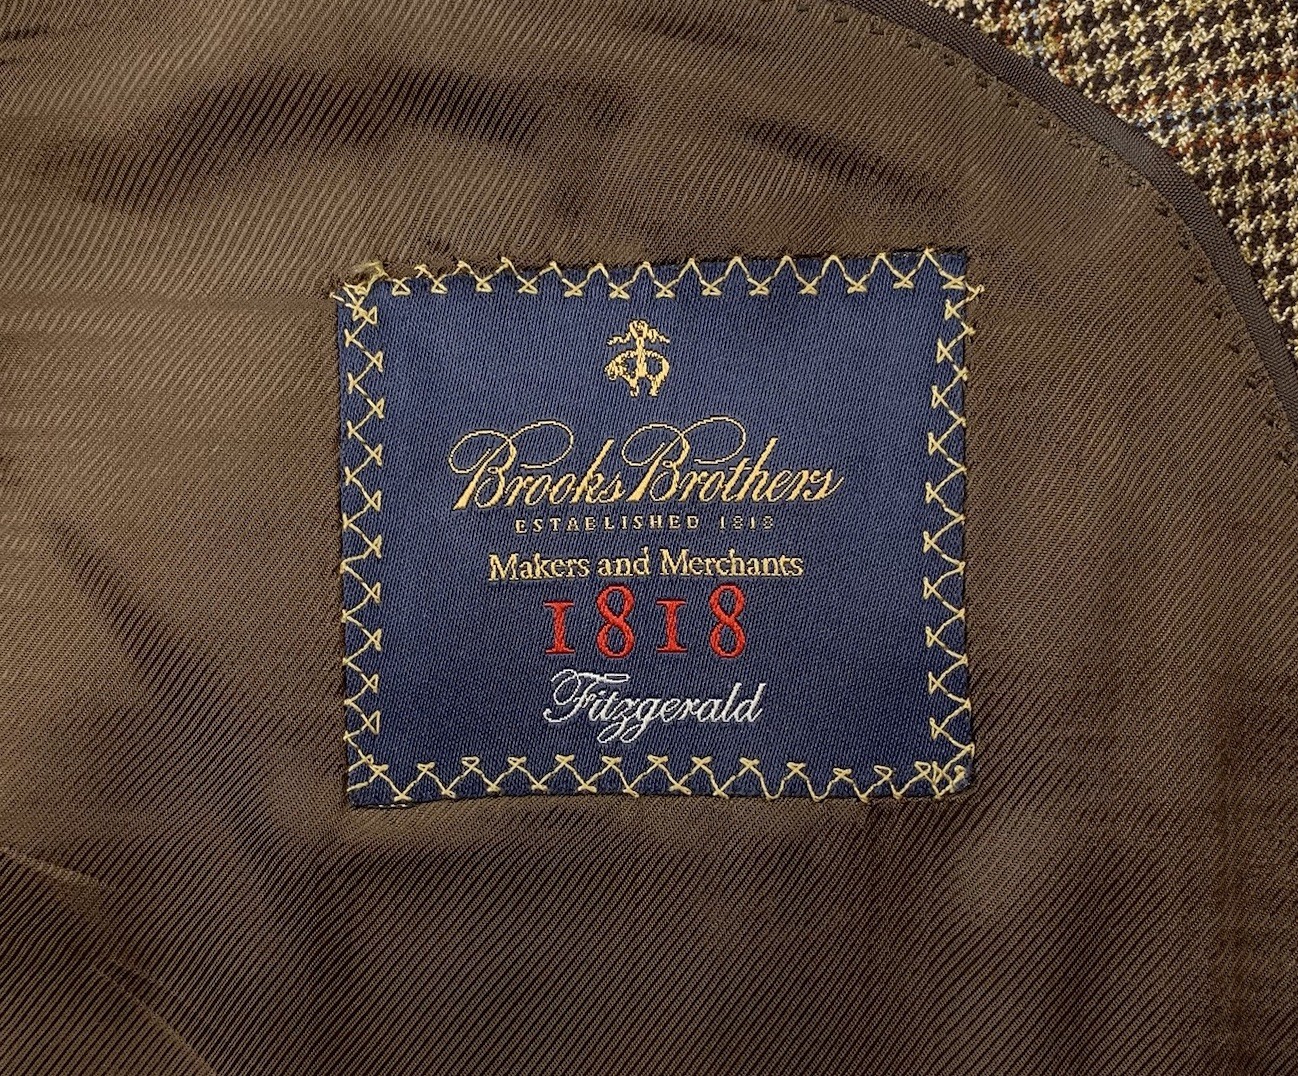 Brooks Brothers
ESTABLISHED 1818
Makers and Merchants
1818
Fitzgerald